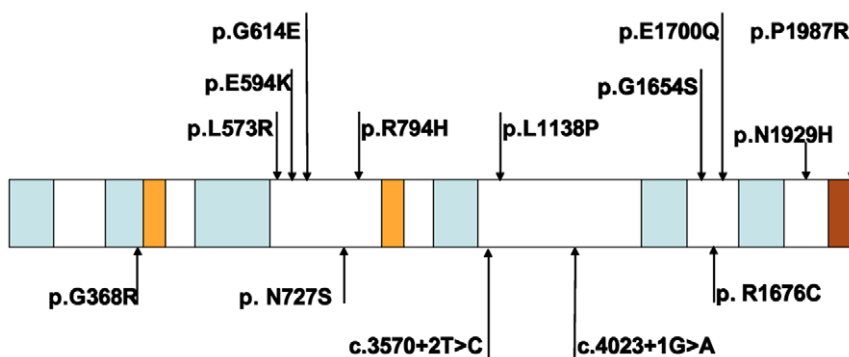 p.G614E
p.E1700Q
p.P1987R
p.E594K
p.G1654S
p.L573R
p.R794H
p.L1138P
p.N1929H
p.G368R
p. N727S
p. R1676C
c.3570+2T>C
c.4023+1G>A